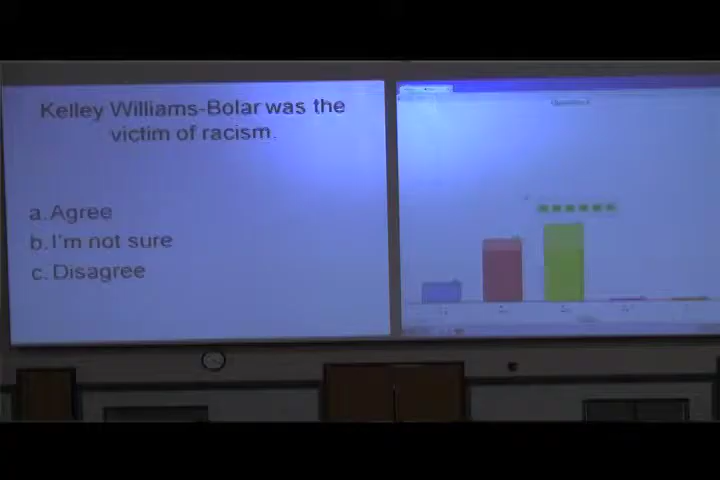 Kelley Williams-Bolar was the
victim of racism.
a. Agree
b. I'm not sure
c. Disagree